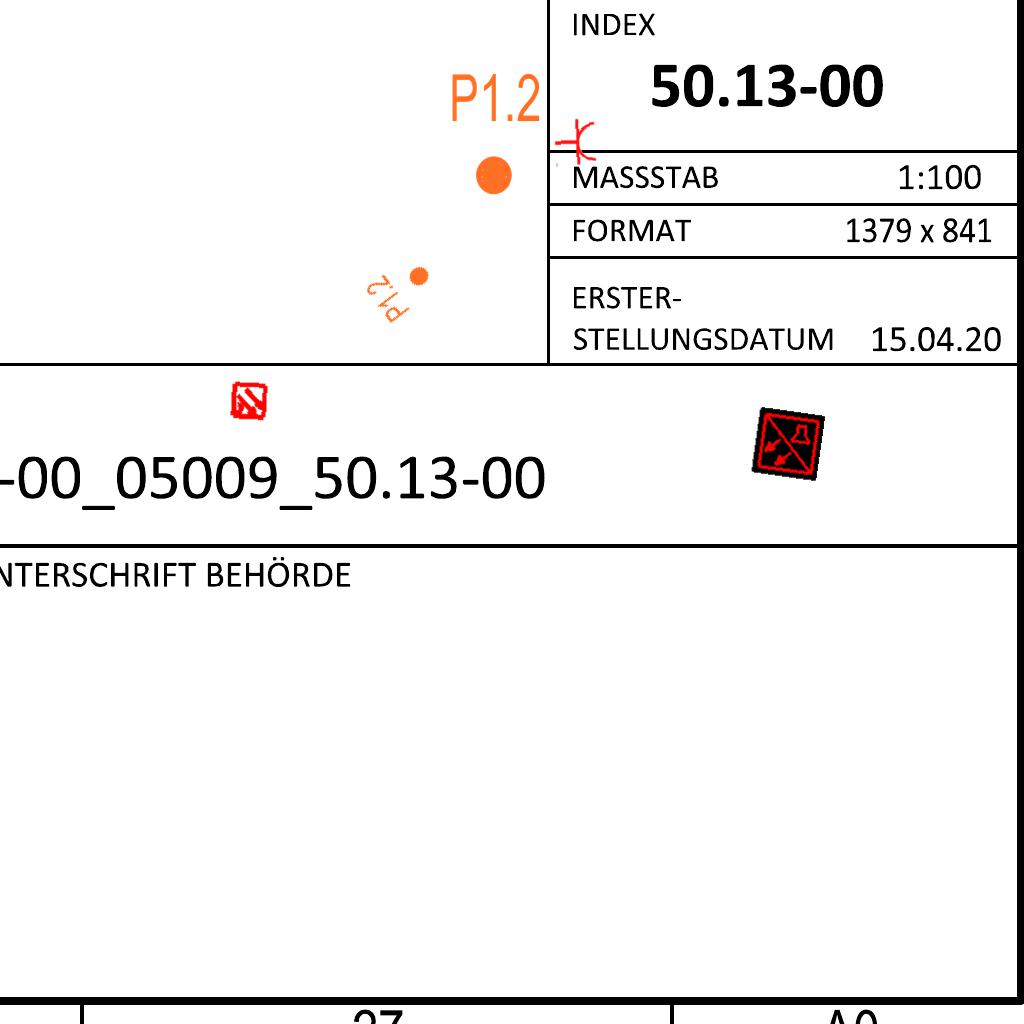 INDEX
50.13-00
P1.2
MASSSTAB 1:100
FORMAT 1379 x 841
P1.2
ERSTER-
STELLUNGSDATUM 15.04.20
-00_05009_50.13-00
NTERSCHRIFT BEHÖRDE